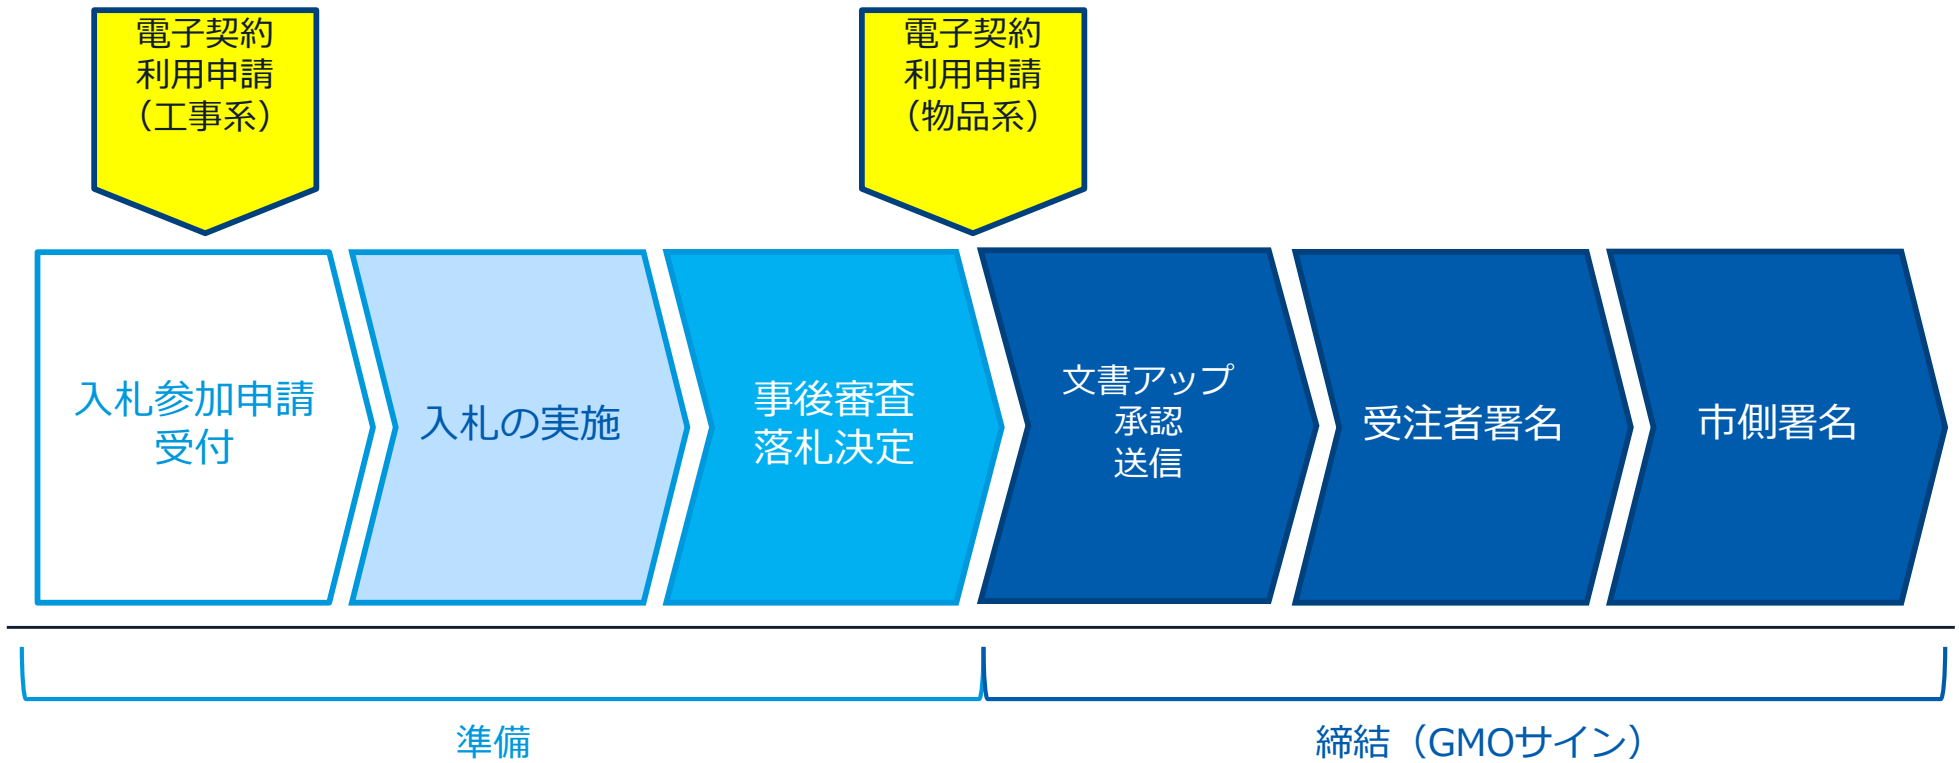 電子契約
利用申請
（工事系）
電子契約
利用申請
（物品系）
入札参加申請
受付
入札の実施
事後審査
落札決定
文書アップ
承認
送信
受注者署名
市側署名
準備
締結（GMOサイン）